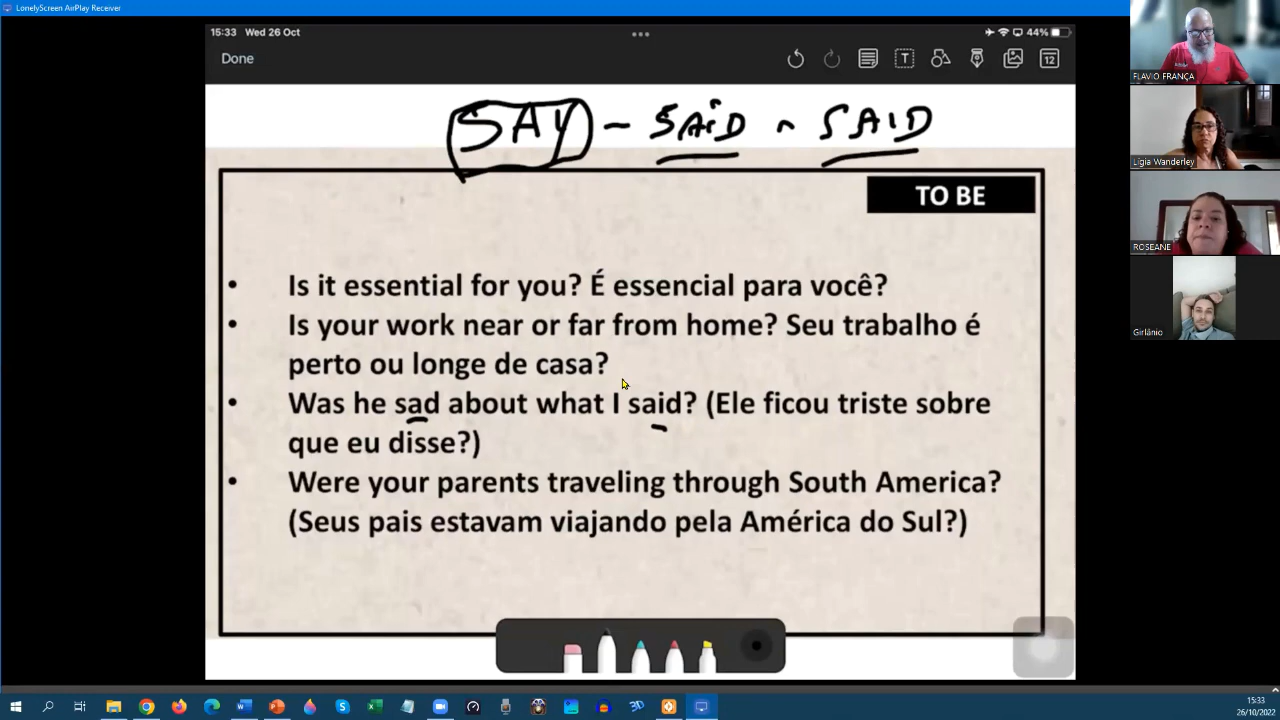 LonelyScreen AirPlay Receiver
15:33 Wed 26 Oct
44%
Done
T
12
SAY - SAID - SAID
TO BE
• Is it essential for you? É essencial para você?
• Is your work near or far from home? Seu trabalho é
perto ou longe de casa?
• Was he sad about what I said? (Ele ficou triste sobre
que eu disse?)
• Were your parents traveling through South America?
(Seus pais estavam viajando pela América do Sul?)
FLAVIO FRANÇA
Lígia Wanderley
ROSEANE
Girlânio
15:33
26/10/2022